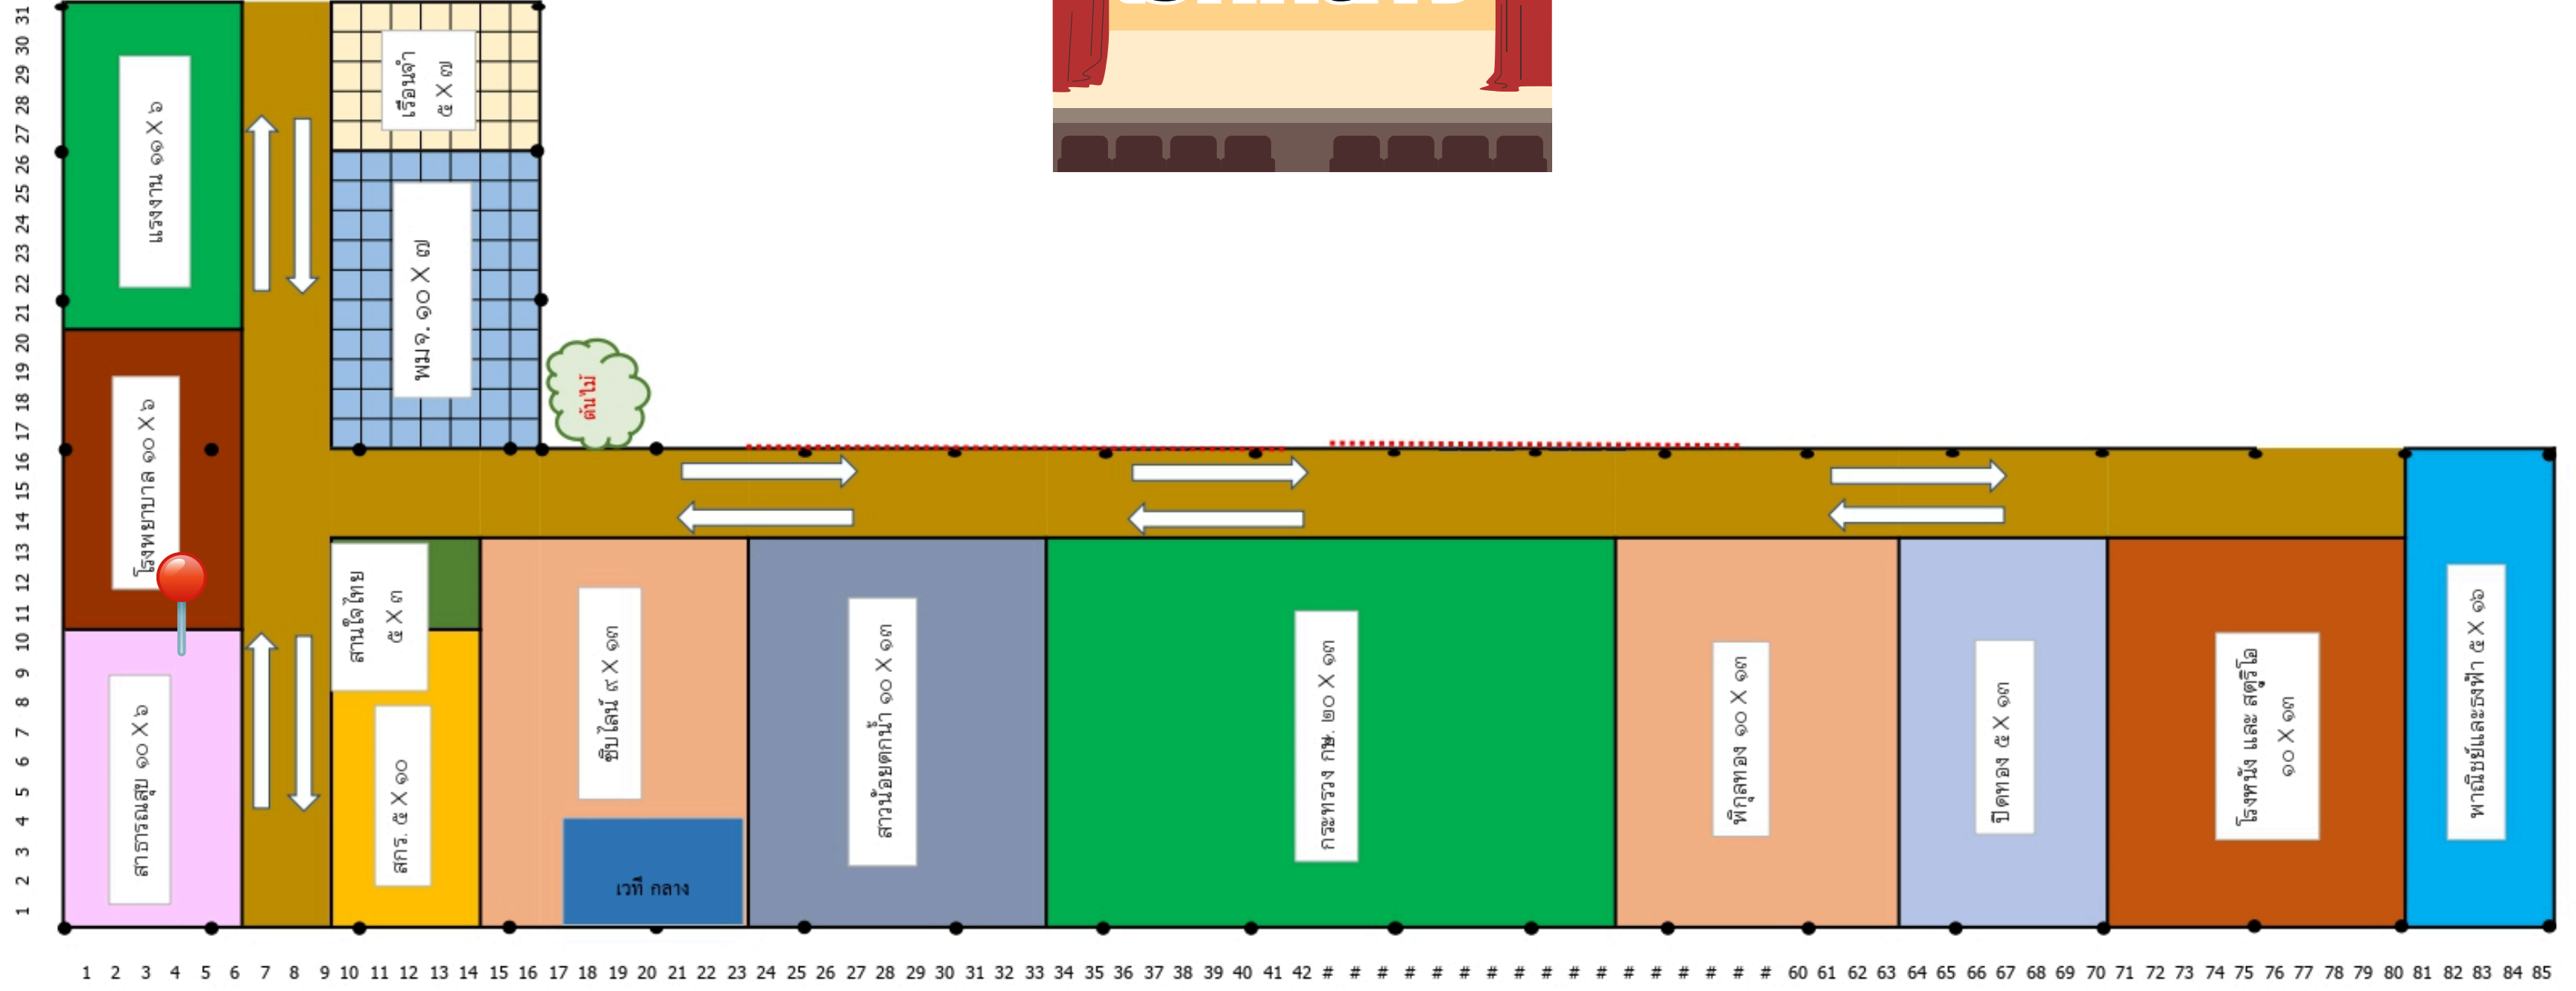 31
30
29
28
27
26
25
24
23
22
21
20
19
18
17
16
15
14
13
12
11
10
9
8
7
6
5
4
3
2
1
แรงงาน ๑๑ X ๖
เรือนจำ
๕ X ๗
พมจ. ๑๐ X ๗
ต้นไม้
โรงพยาบาล ๑๐ X ๖
สาธารณสุข ๑๐ X ๖
สานใจไทย
๕ X ๓
สกร. ๕ X ๑๐
ซิบไลน์ ๙ X ๑๓
เวที กลาง
สาวน้อยตกน้ำ ๑๐ X ๑๓
กระทรวง กษ. ๒๐ X ๑๓
พิกุลทอง ๑๐ X ๑๓
ปิดทอง ๕ X ๑๓
โรงหนัง และ สตูริโอ
๑๐ X ๑๓
พาณิชย์และธงฟ้า ๕ X ๑๖
1 2 3 4 5 6 7 8 9 10 11 12 13 14 15 16 17 18 19 20 21 22 23 24 25 26 27 28 29 30 31 32 33 34 35 36 37 38 39 40 41 42 # # # # # # # # # # # # # # # # # 60 61 62 63 64 65 66 67 68 69 70 71 72 73 74 75 76 77 78 79 80 81 82 83 84 85